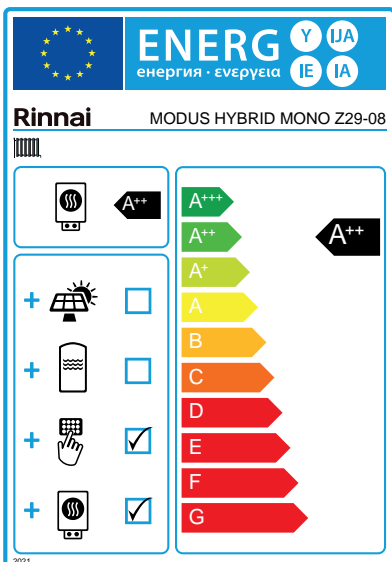 ENERG Y IJA
енергия · ενεργεια IE IA
Rinnai MODUS HYBRID MONO Z29-08
A++
A+++
A++ A++
A+
A
B
C
D
E
F
G
2021